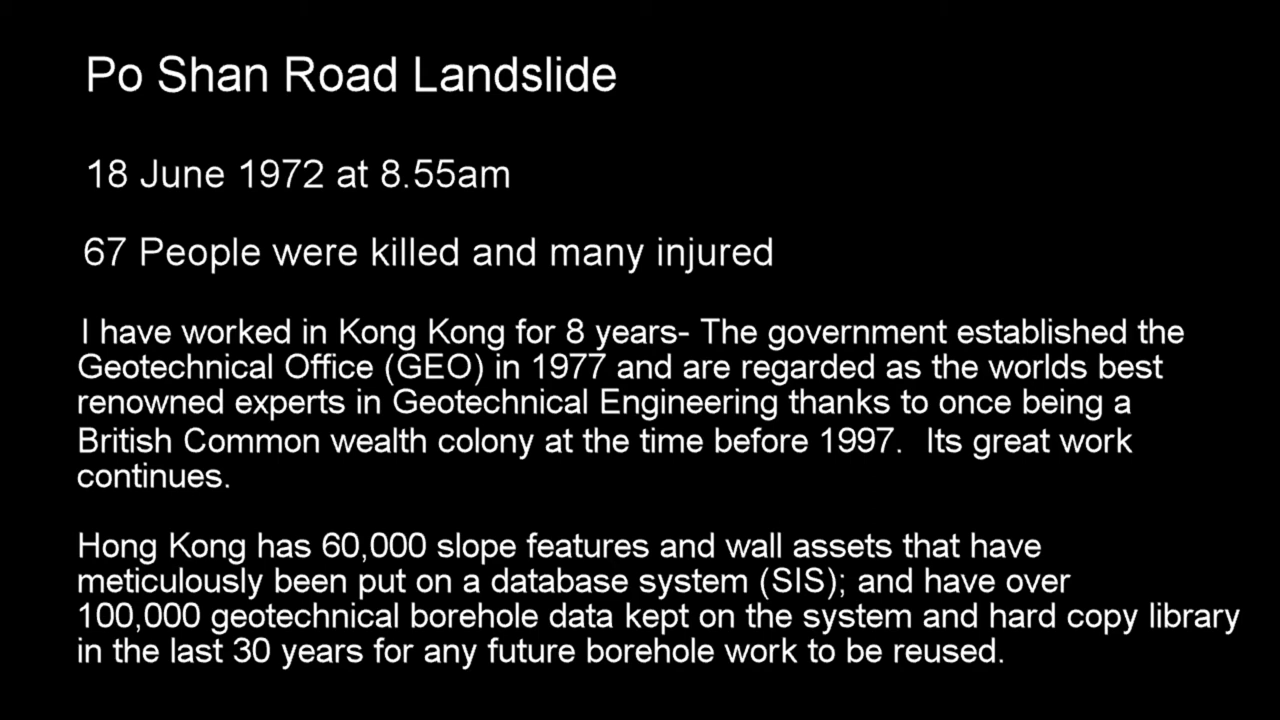 Po Shan Road Landslide
18 June 1972 at 8.55am
67 People were killed and many injured
I have worked in Kong Kong for 8 years- The government established the
Geotechnical Office (GEO) in 1977 and are regarded as the worlds best
renowned experts in Geotechnical Engineering thanks to once being a
British Common wealth colony at the time before 1997. Its great work
continues.
Hong Kong has 60,000 slope features and wall assets that have
meticulously been put on a database system (SIS); and have over
100,000 geotechnical borehole data kept on the system and hard copy library
in the last 30 years for any future borehole work to be reused.